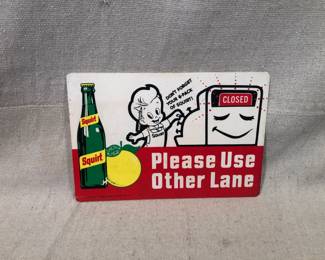 Squirt
Squirt
DON'T FORGET
YOUR 6-PACK
OF SQUIRT!
CLOSED
Please Use
Other Lane